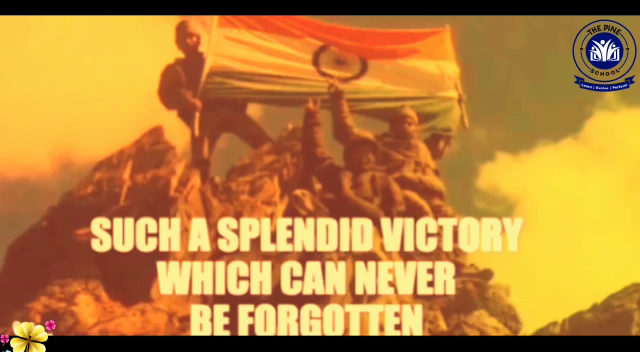 THE PINE
SCHOOL
SUCH A SPLENDID VICTORY
WHICH CAN NEVER
BE FORGOTTEN